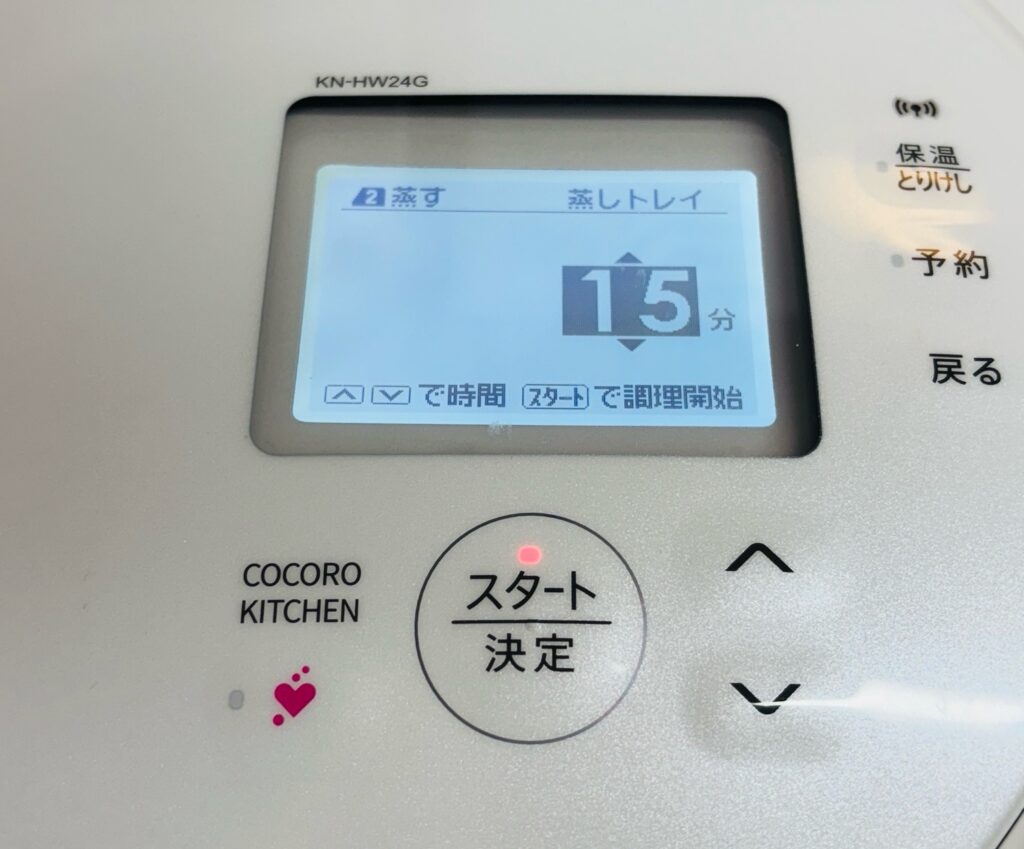 KN-HW24G
2 蒸す 蒸しトレイ
15分
で時間 スタート で調理開始
保温
とりけし
予約
戻る
COCORO
KITCHEN
スタート
決定